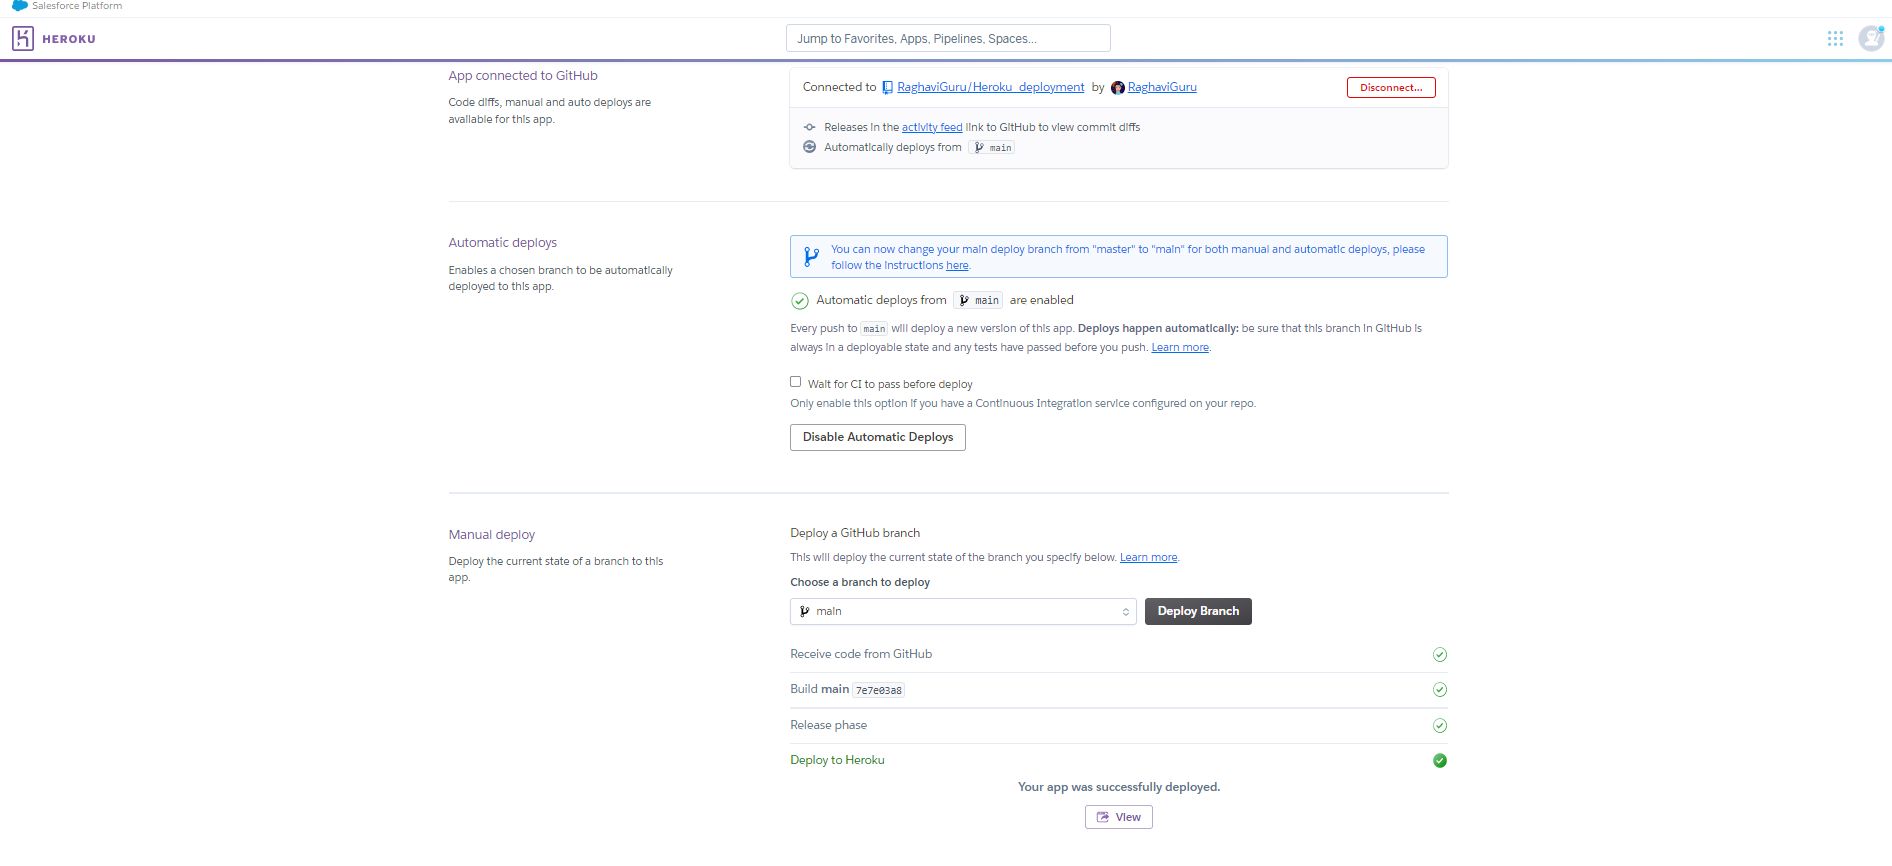 Salesforce Platform
HEROKU
Jump to Favorites, Apps, Pipelines, Spaces...
App connected to GitHub
Code diffs, manual and auto deploys are
available for this app.
Connected to RaghaviGuru/Heroku_deployment by RaghaviGuru
Disconnect...
Releases in the activity feed link to GitHub to view commit diffs
Automatically deploys from main
Automatic deploys
Enables a chosen branch to be automatically
deployed to this app.
You can now change your main deploy branch from "master" to "main" for both manual and automatic deploys, please
follow the instructions here.
Automatic deploys from main are enabled
Every push to main will deploy a new version of this app. Deploys happen automatically: be sure that this branch in GitHub is
always in a deployable state and any tests have passed before you push. Learn more.
Wait for CI to pass before deploy
Only enable this option if you have a Continuous Integration service configured on your repo.
Disable Automatic Deploys
Manual deploy
Deploy the current state of a branch to this
app.
Deploy a GitHub branch
This will deploy the current state of the branch you specify below. Learn more.
Choose a branch to deploy
main
Deploy Branch
Receive code from GitHub
Build main 7e7e03a8
Release phase
Deploy to Heroku
Your app was successfully deployed.
View